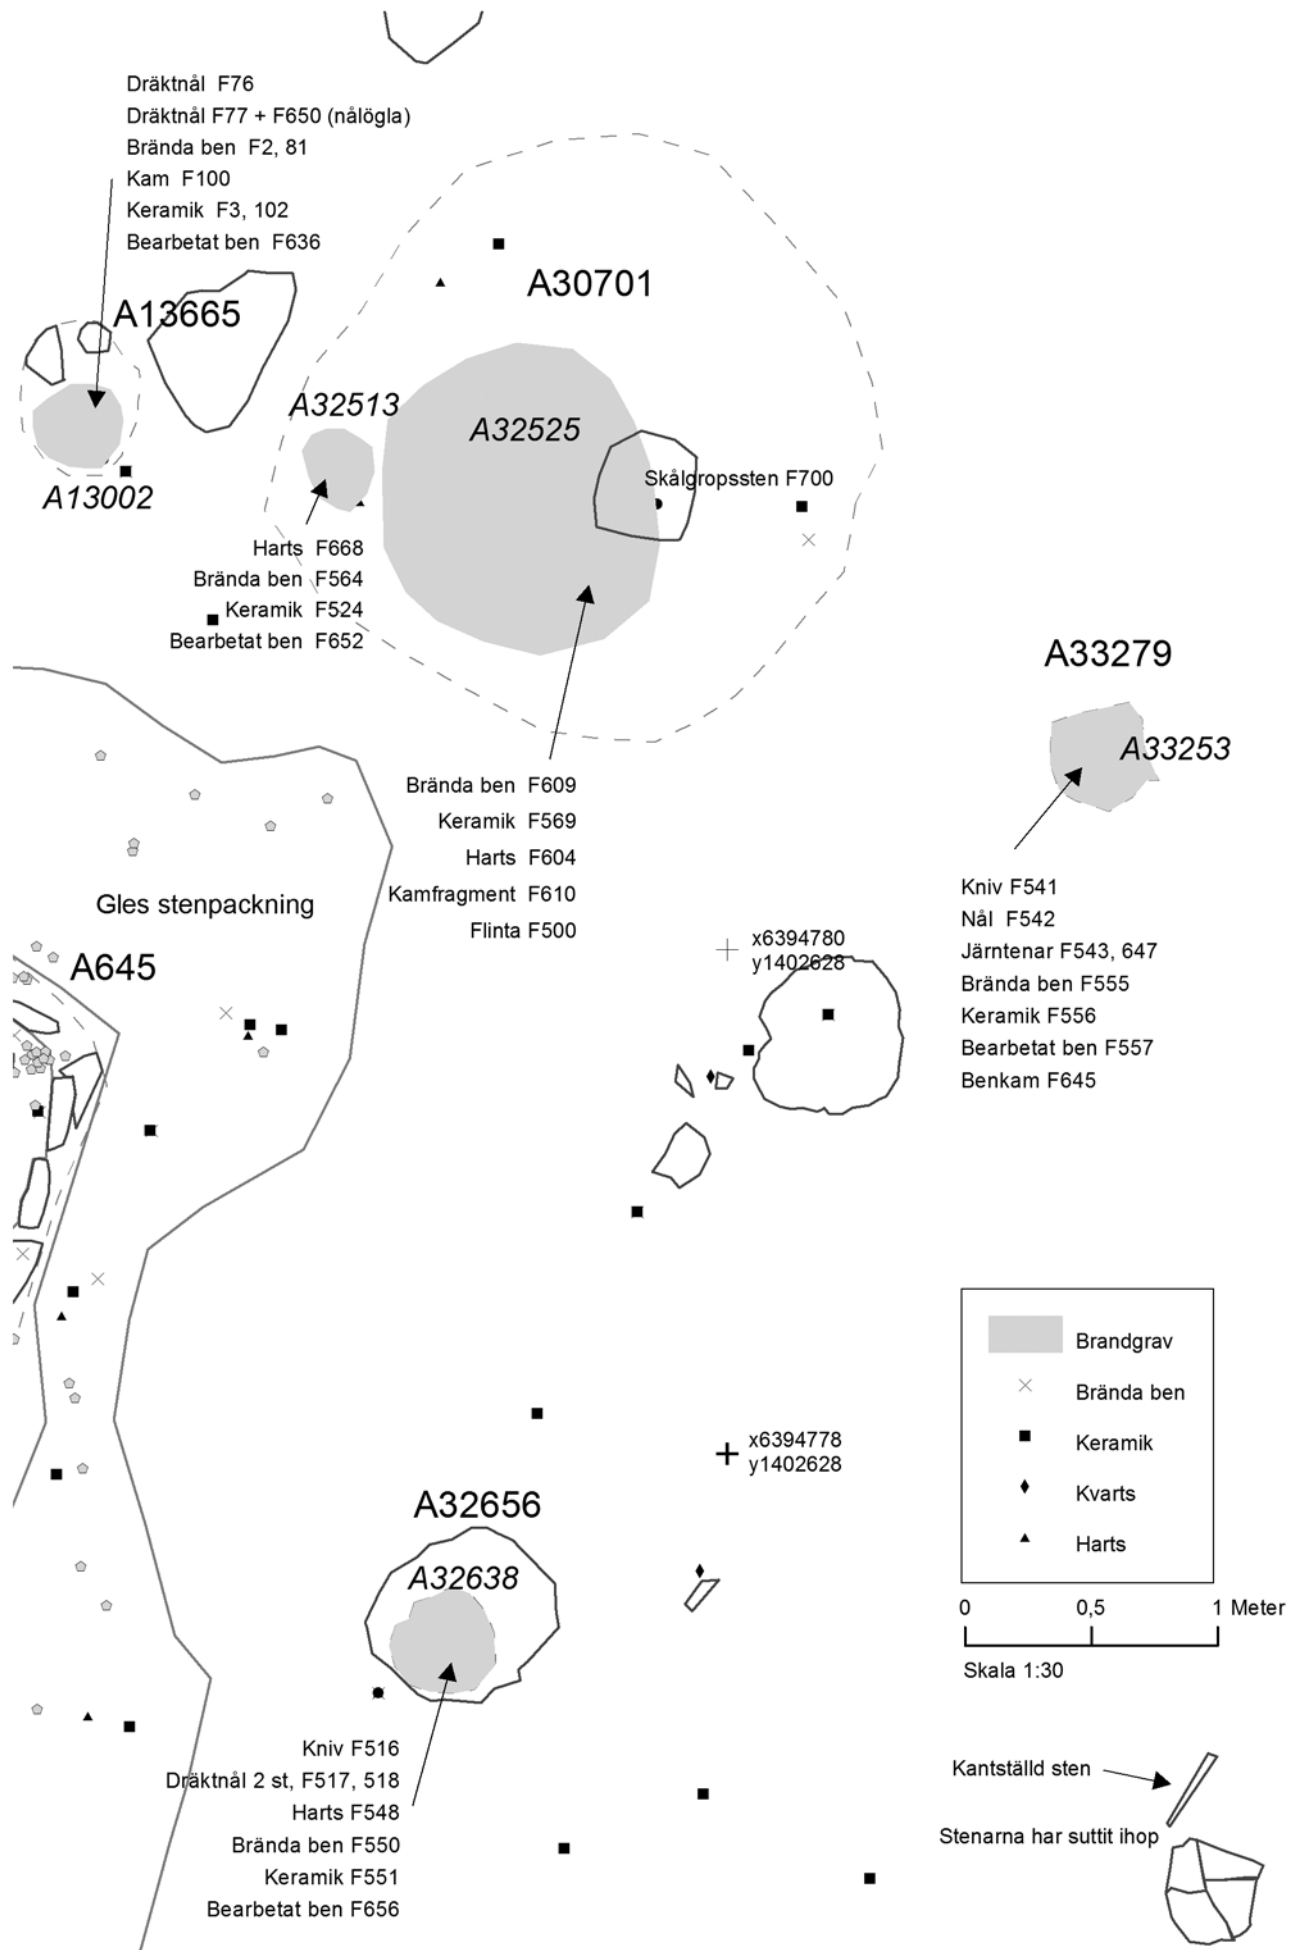 Dräktnål F76
Dräktnål F77 + F650 (nålögla)
Brända ben F2, 81
Kam F100
Keramik F3, 102
Bearbetat ben F636
A13665
A13002
A30701
A32513
A32525
Skålgropssten F700
Harts F668
Brända ben F564
Keramik F524
Bearbetat ben F652
A33279
A33253
Brända ben F609
Keramik F569
Harts F604
Kamfragment F610
Flinta F500
Kniv F541
Nål F542
Järntenar F543, 647
Brända ben F555
Keramik F556
Bearbetat ben F557
Benkam F645
Gles stenpackning
A645
x6394780
y1402628
x6394778
y1402628
A32656
A32638
Kniv F516
Dräktnål 2 st, F517, 518
Harts F548
Brända ben F550
Keramik F551
Bearbetat ben F656
Brandgrav
Brända ben
Keramik
Kvarts
Harts
0 0,5 1 Meter
Skala 1:30
Kantställd sten
Stenarna har suttit ihop